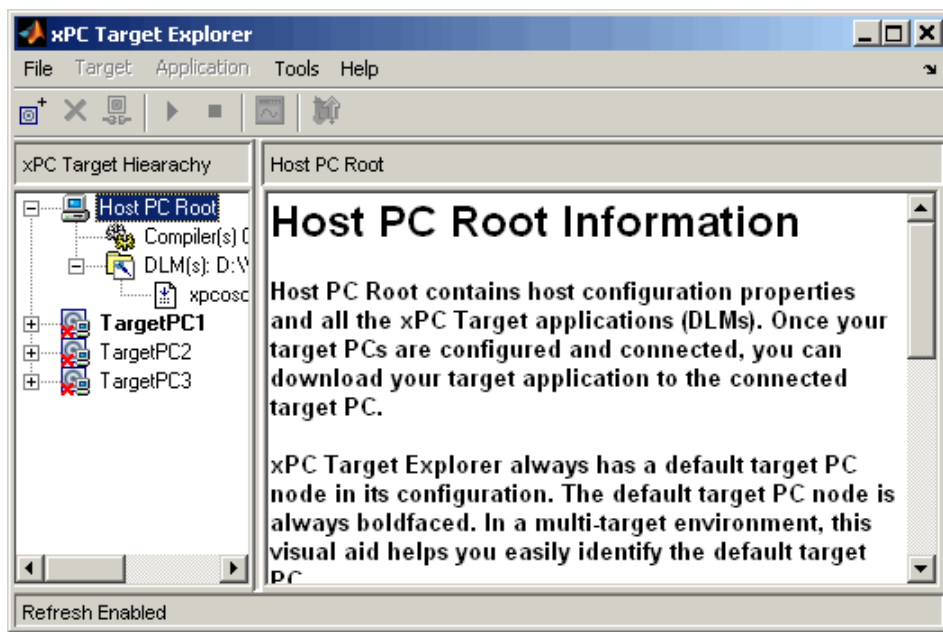 xPC Target Explorer
File Target Application Tools Help
xPC Target Hiearachy
Host PC Root
Host PC Root
Compiler(s)
DLM(s): D:\
xpcosc
TargetPC1
TargetPC2
TargetPC3
Host PC Root Information
Host PC Root contains host configuration properties
and all the xPC Target applications (DLMs). Once your
target PCs are configured and connected, you can
download your target application to the connected
target PC.
xPC Target Explorer always has a default target PC
node in its configuration. The default target PC node is
always boldfaced. In a multi-target environment, this
visual aid helps you easily identify the default target
PC
Refresh Enabled